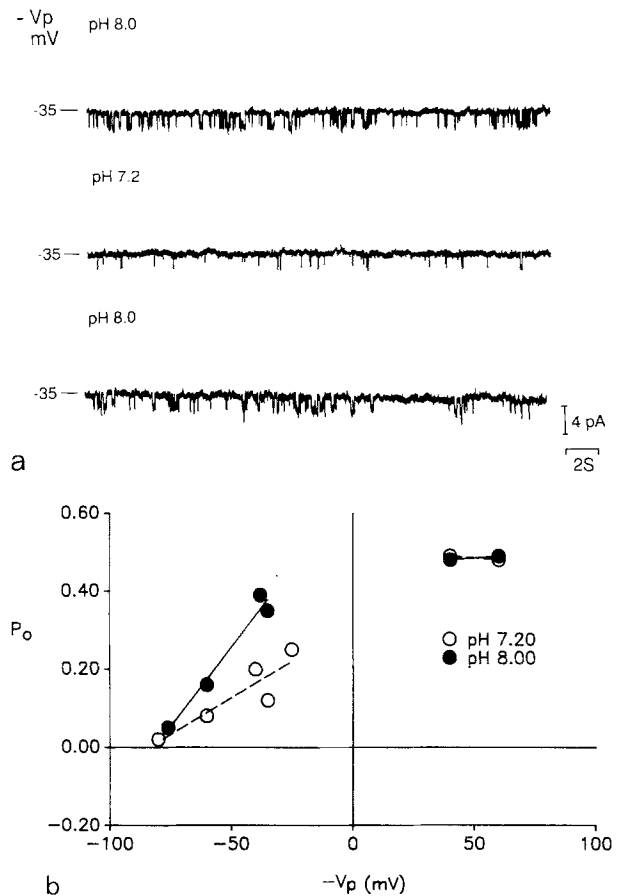 - Vp
mV
pH 8.0
-35
pH 7.2
-35
pH 8.0
-35
4 pA
2S
a
0.60
0.40
Po
0.20
0.00
-0.20
○ pH 7.20
● pH 8.00
-100
-50
0
50
100
-Vp (mV)
b